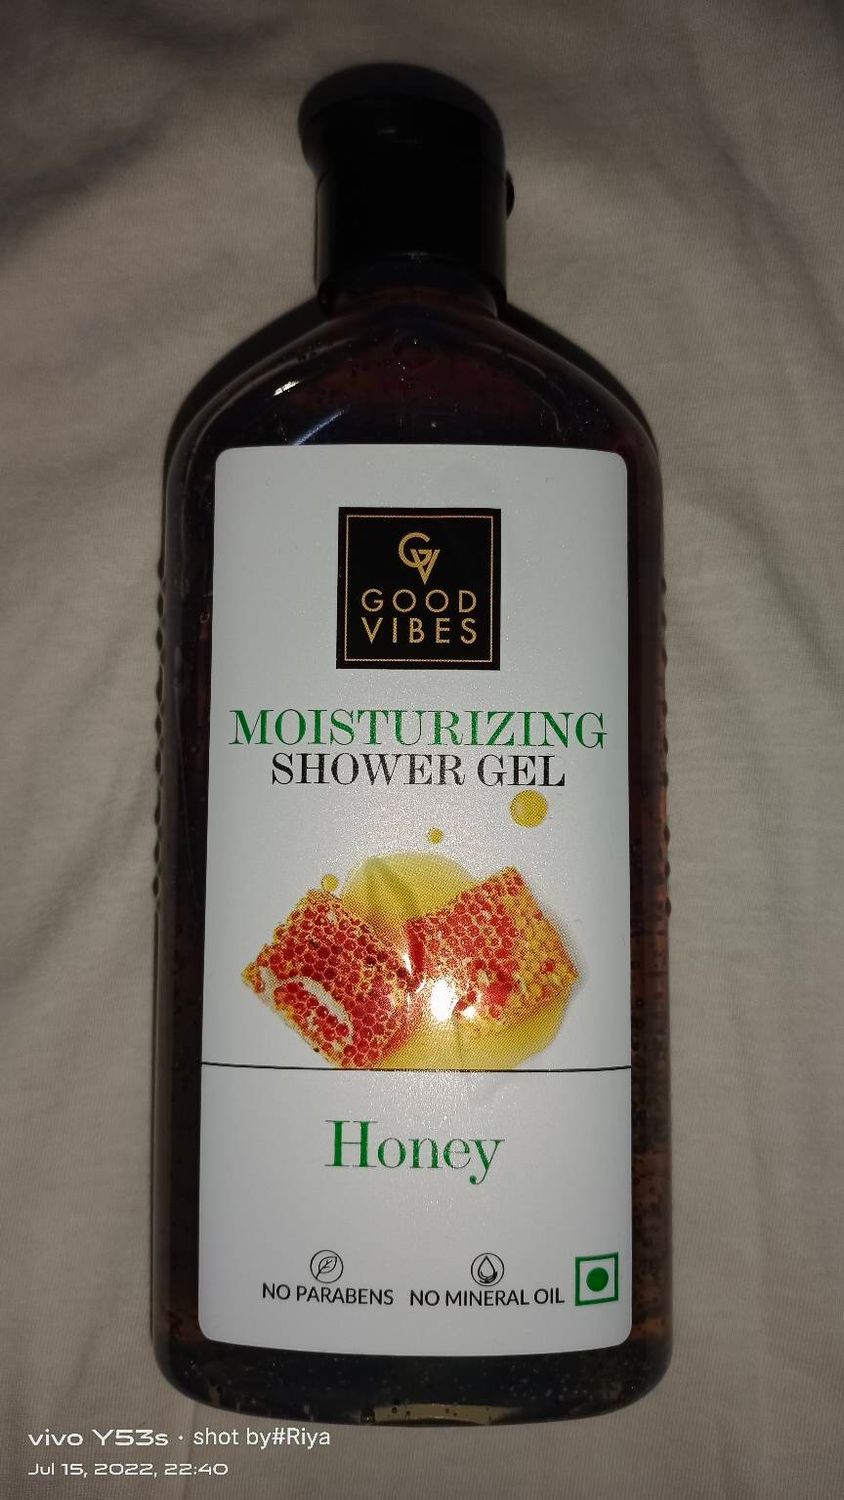 GV
GOOD
VIBES
MOISTURIZING
SHOWER GEL
Honey
NO PARABENS NO MINERAL OIL
vivo Y53s · shot by#Riya
Jul 15, 2022, 22:40